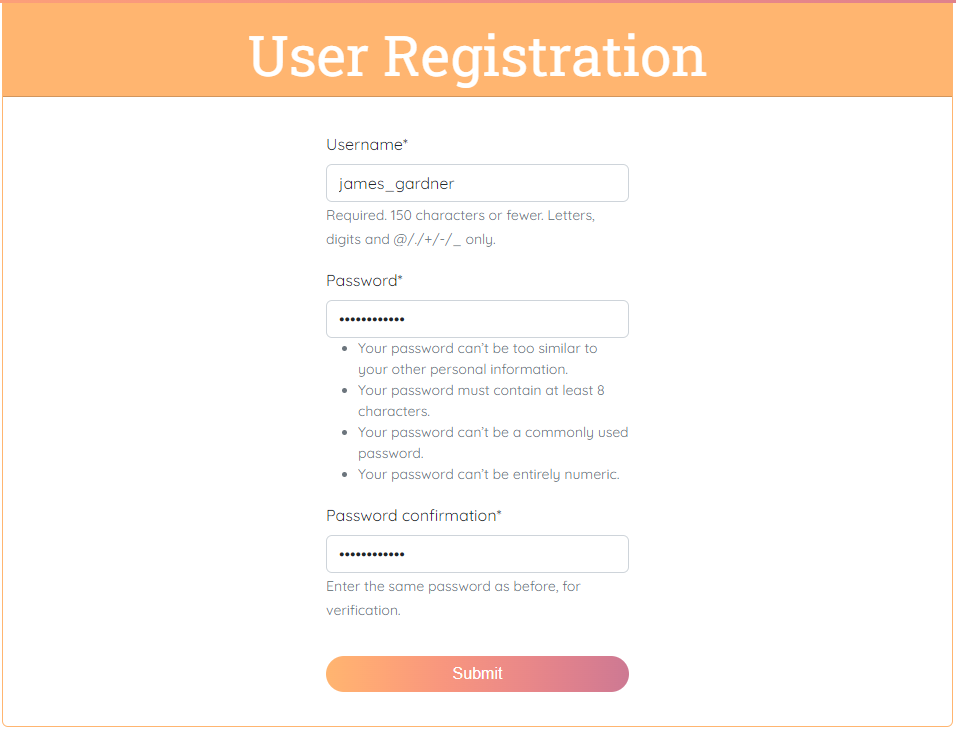 User Registration
Username*
james_gardner
Required. 150 characters or fewer. Letters,
digits and @/./+/-/_ only.
Password*
••••••••••••
Your password can't be too similar to
your other personal information.
Your password must contain at least 8
characters.
Your password can't be a commonly used
password.
Your password can't be entirely numeric.
Password confirmation*
••••••••••••
Enter the same password as before, for
verification.
Submit